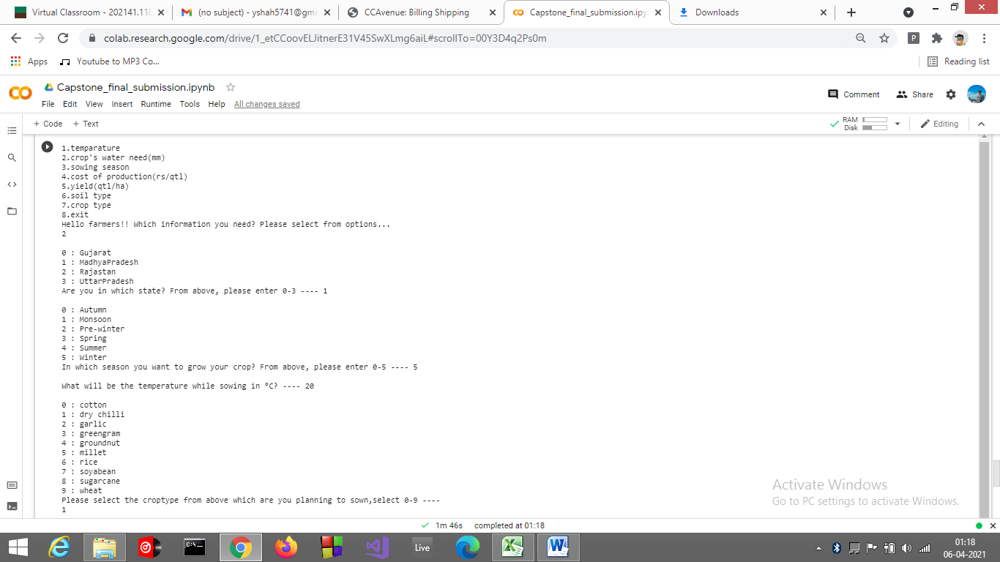 Virtual Classroom - 202141.118
(no subject) - yshah5741@gma
CCAvenue: Billing Shipping
Capstone_final_submission.ipyn
Downloads
colab.research.google.com/drive/1_etCCoovELJitnerE31V45SwXLmg6aiL#scrollTo=00Y3D4q2Ps0m
P
Apps
Youtube to MP3 Co...
Reading list
Capstone_final_submission.ipynb
File Edit View Insert Runtime Tools Help All changes saved
Comment
Share
+ Code + Text
RAM
Disk
Editing
1.temparature
2.crop's water need(mm)
3.sowing season
4.cost of production(rs/qtl)
5.yield(qtl/ha)
6.soil type
7.crop type
8.exit
Hello farmers!! Which information you need? Please select from options...
2
0 : Gujarat
1 : MadhyaPradesh
2 : Rajastan
3 : UttarPradesh
Are you in which state? From above, please enter 0-3 ---- 1
0 : Autumn
1 : Monsoon
2 : Pre-winter
3 : Spring
4 : Summer
5 : Winter
In which season you want to grow your crop? From above, please enter 0-5 ---- 5
What will be the temperature while sowing in °C? ---- 20
0 : cotton
1 : dry chilli
2 : garlic
3 : greengram
4 : groundnut
5 : millet
6 : rice
7 : soyabean
8 : sugarcane
9 : wheat
Please select the croptype from above which are you planning to sown,select 0-9 ----
1
Activate Windows
Go to PC settings to activate Windows.
1m 46s completed at 01:18
Live
01:18
06-04-2021